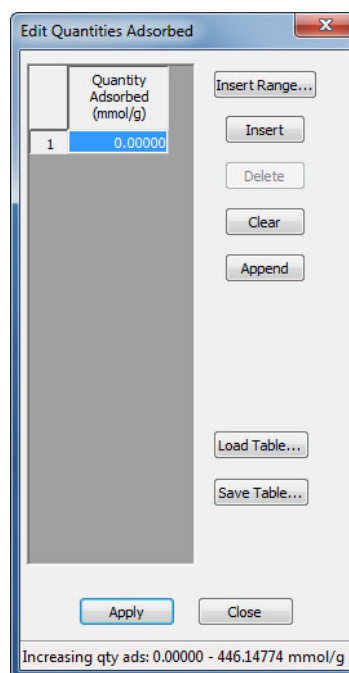 Edit Quantities Adsorbed
Quantity
Adsorbed
(mmol/g)
1 0.00000
Insert Range...
Insert
Delete
Clear
Append
Load Table...
Save Table...
Apply Close
Increasing qty ads: 0.00000 - 446.14774 mmol/g